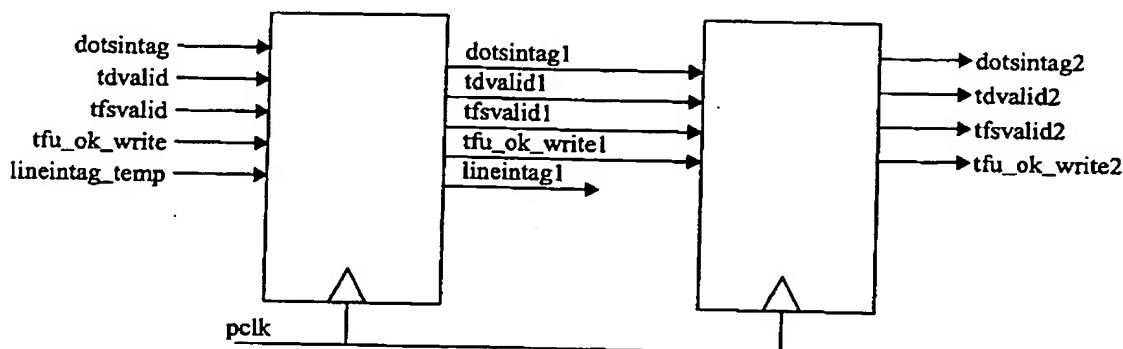 dotsintag
tdvalid
tfsvalid
tfu_ok_write
lineintag_temp
dotsintag1
tdvalid1
tfsvalid1
tfu_ok_write1
lineintag1
dotsintag2
tdvalid2
tfsvalid2
tfu_ok_write2
pclk